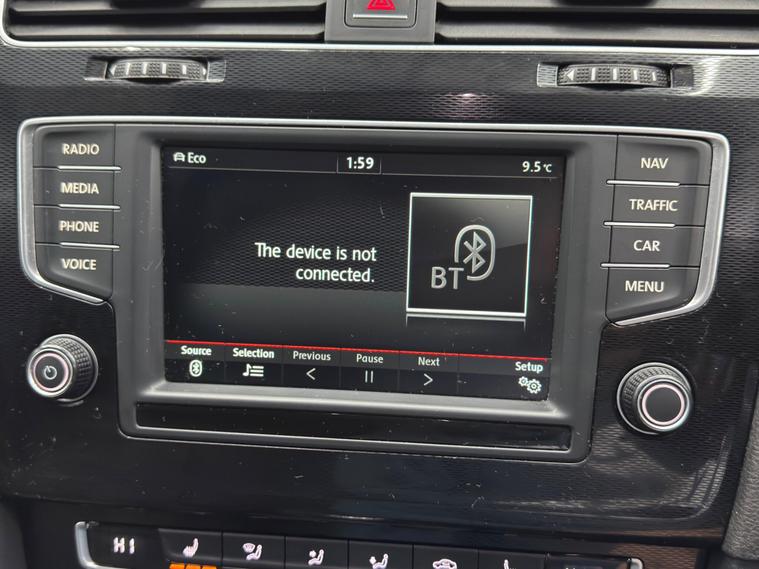 RADIO
MEDIA
PHONE
VOICE
Eco
1:59
9.5°C
The device is not
connected.
BT
Source
Selection
Previous
Pause
Next
Setup
NAV
TRAFFIC
CAR
MENU
HI